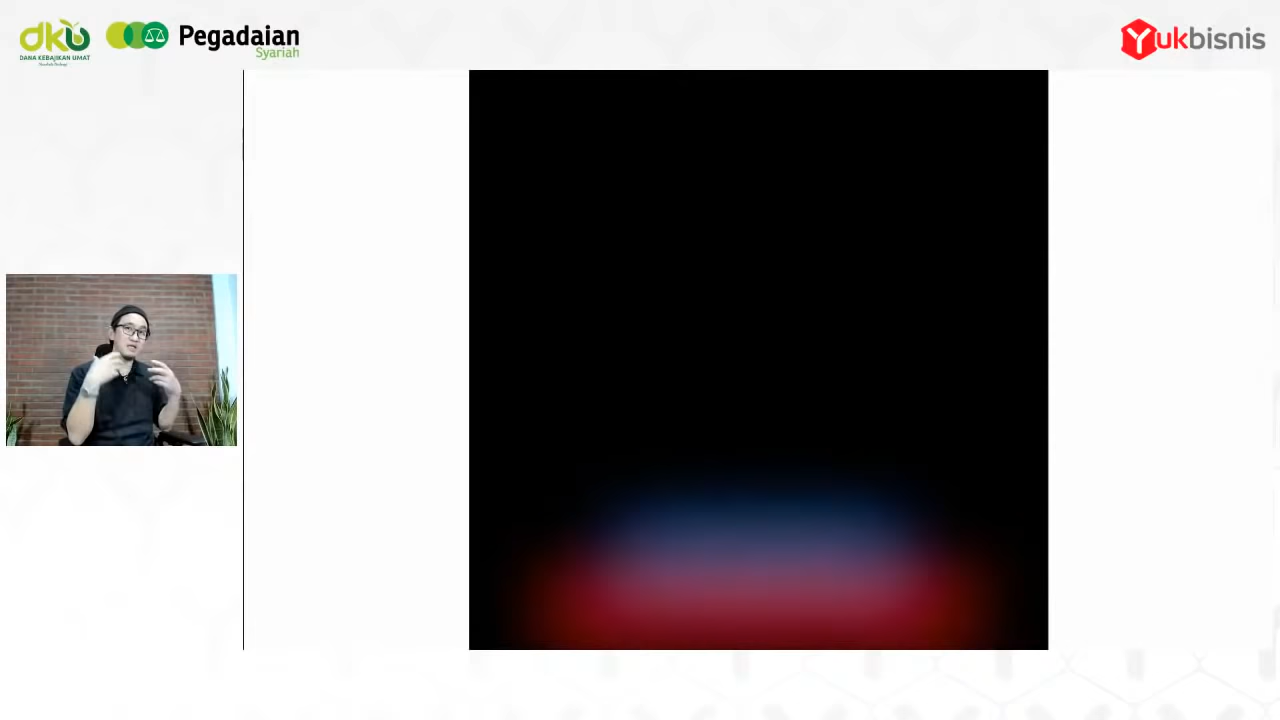 dku
DANA KEBAJIKAN UMAT
Pegadaian
Syariah
Yukbisnis